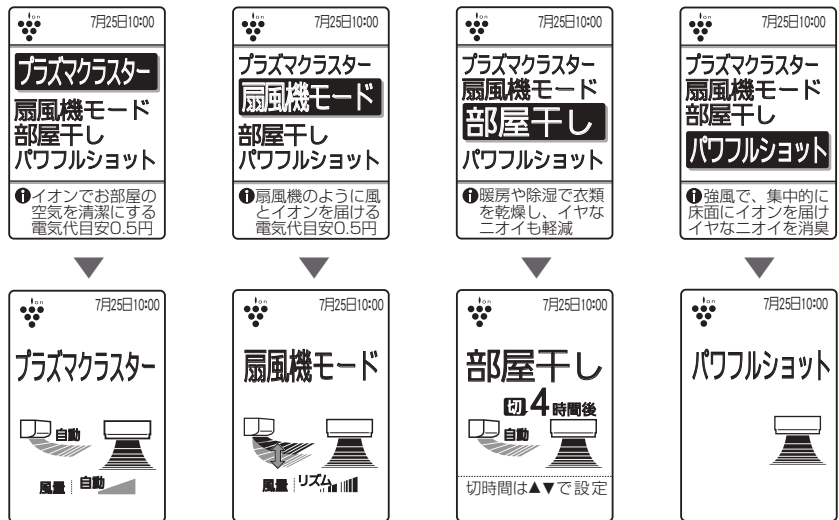 ion
7月25日10:00
プラズマクラスター
扇風機モード
部屋干し
パワフルショット
iイオンでお部屋の
空気を清潔にする
電気代目安0.5円
ion
7月25日10:00
プラズマクラスター
扇風機モード
部屋干し
パワフルショット
i扇風機のように風
とイオンを届ける
電気代目安0.5円
ion
7月25日10:00
プラズマクラスター
扇風機モード
部屋干し
パワフルショット
i暖房や除湿で衣類
を乾燥し、イヤな
ニオイも軽減
ion
7月25日10:00
プラズマクラスター
扇風機モード
部屋干し
パワフルショット
i強風で、集中的に
床面にイオンを届け
イヤなニオイを消臭
ion
7月25日10:00
プラズマクラスター
自動
風量 自動
ion
7月25日10:00
扇風機モード
風量 リズム
ion
7月25日10:00
部屋干し
切4時間後
自動
切時間は▲▼で設定
ion
7月25日10:00
パワフルショット